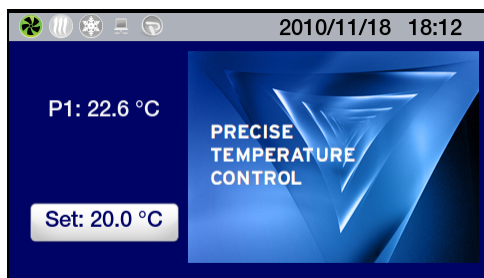 2010/11/18 18:12
P1: 22.6 °C
PRECISE
TEMPERATURE
CONTROL
Set: 20.0 °C